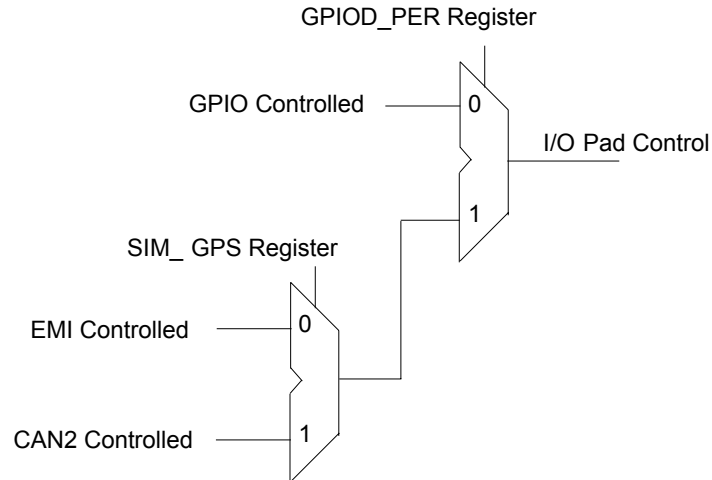 GPIOD_PER Register
GPIO Controlled
0
I/O Pad Control
1
SIM_ GPS Register
EMI Controlled
0
CAN2 Controlled
1